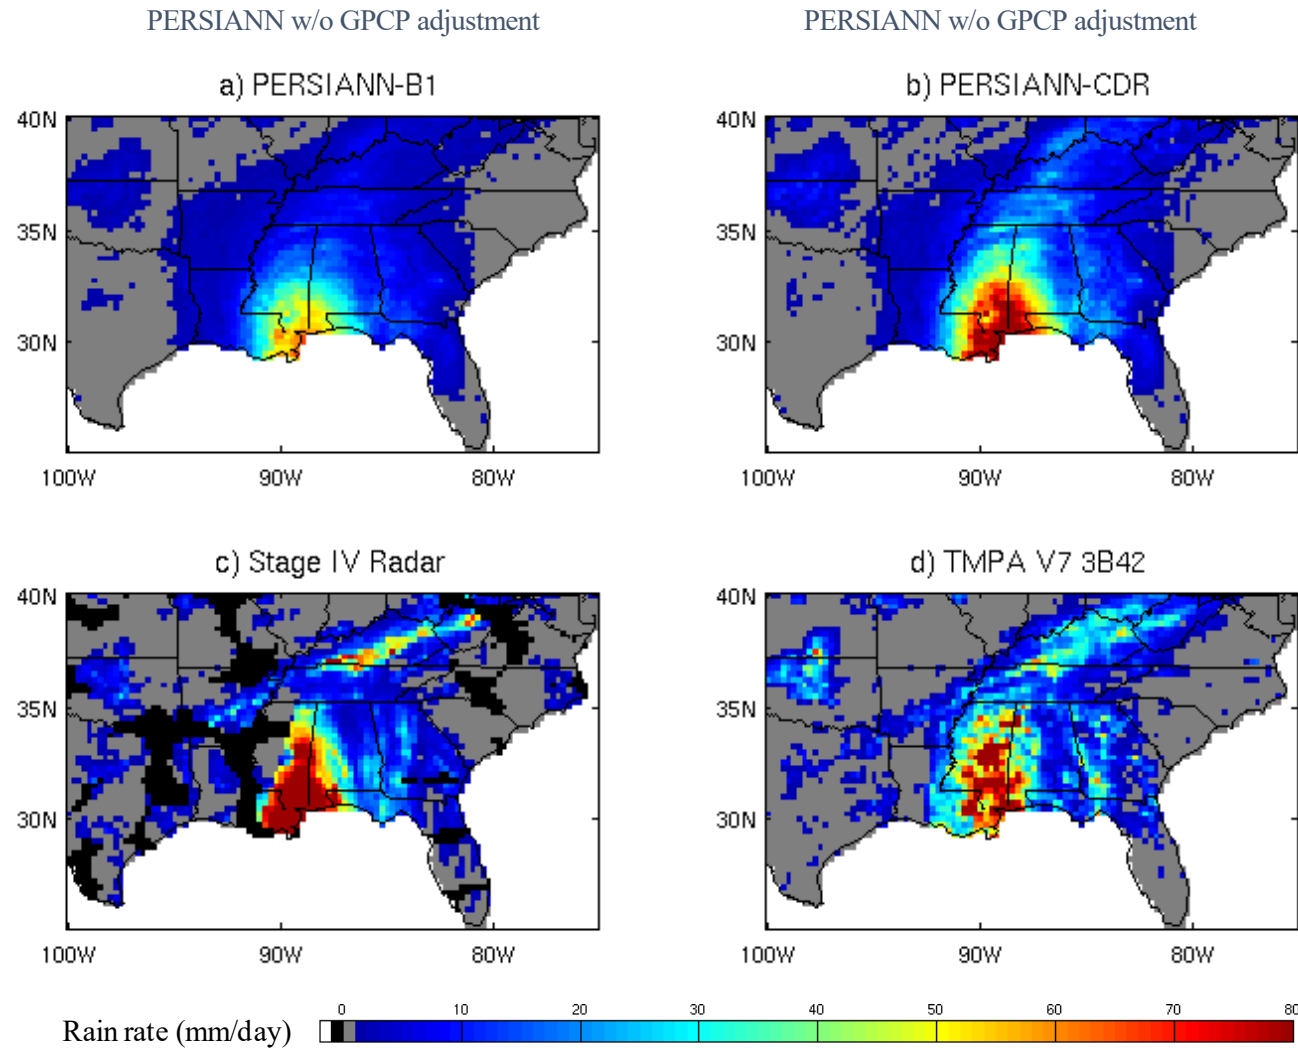 PERSIANN w/o GPCP adjustment
PERSIANN w/o GPCP adjustment
a) PERSIANN-B1
b) PERSIANN-CDR
40N
35N
30N
100W 90W 80W
40N
35N
30N
100W 90W 80W
c) Stage IV Radar
d) TMPA V7 3B42
40N
35N
30N
100W 90W 80W
40N
35N
30N
100W 90W 80W
Rain rate (mm/day)
0 10 20 30 40 50 60 70 80